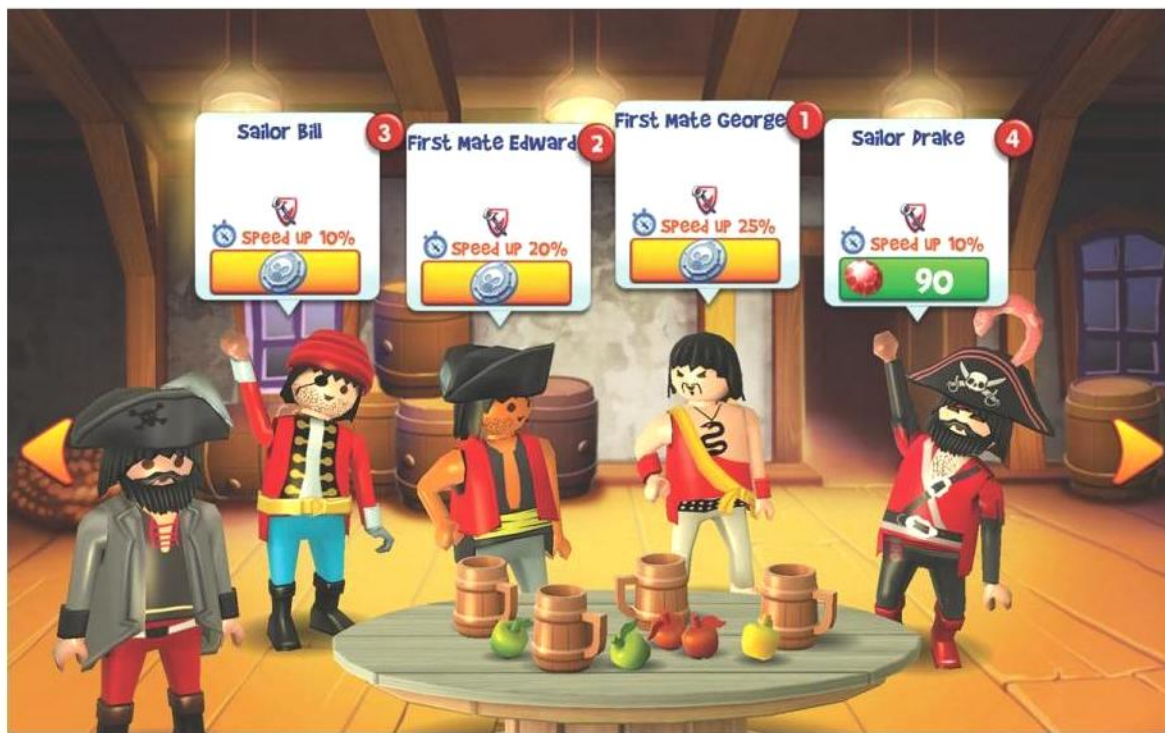 Sailor Bill
3
Speed up 10%
First Mate Edward
2
Speed up 20%
First Mate George
1
Speed up 25%
Sailor Drake
4
Speed up 10%
90